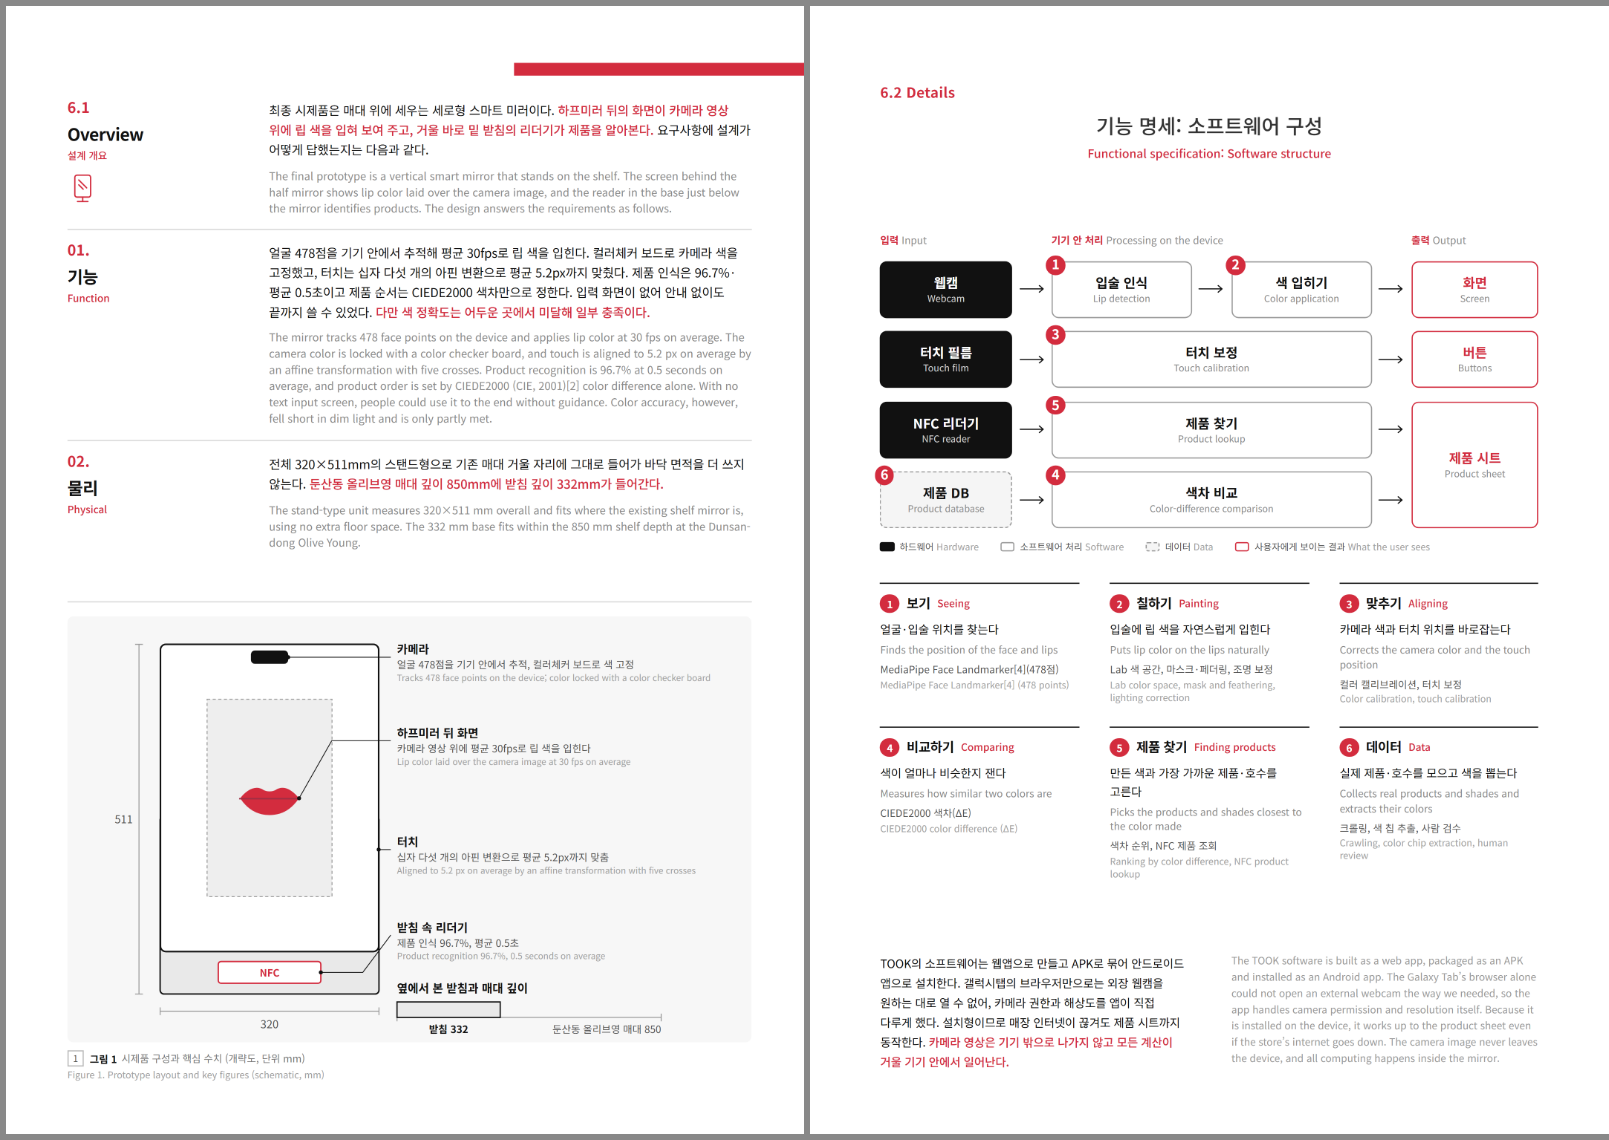 6.1
Overview
설계 개요
최종 시제품은 매대 위에 세우는 세로형 스마트 미러이다. 하프미러 뒤의 화면이 카메라 영상
위에 립 색을 입혀 보여 주고, 거울 바로 밑 받침의 리더기가 제품을 알아본다. 요구사항에 설계가
어떻게 답했는지는 다음과 같다.
The final prototype is a vertical smart mirror that stands on the shelf. The screen behind the
half mirror shows lip color laid over the camera image, and the reader in the base just below
the mirror identifies products. The design answers the requirements as follows.
01.
기능
Function
얼굴 478점을 기기 안에서 추적해 평균 30fps로 립 색을 입힌다. 컬러체커 보드로 카메라 색을
고정했고, 터치는 십자 다섯 개의 아핀 변환으로 평균 5.2px까지 맞췄다. 제품 인식은 96.7%·
평균 0.5초이고 제품 순서는 CIEDE2000 색차만으로 정한다. 입력 화면이 없어 안내 없이도
끝까지 쓸 수 있었다. 다만 색 정확도는 어두운 곳에서 미달해 일부 충족이다.
The mirror tracks 478 face points on the device and applies lip color at 30 fps on average. The
camera color is locked with a color checker board, and touch is aligned to 5.2 px on average by
an affine transformation with five crosses. Product recognition is 96.7% at 0.5 seconds on
average, and product order is set by CIEDE2000 (CIE, 2001)[2] color difference alone. With no
text input screen, people could use it to the end without guidance. Color accuracy, however,
fell short in dim light and is only partly met.
02.
물리
Physical
전체 320×511mm의 스탠드형으로 기존 매대 거울 자리에 그대로 들어가 바닥 면적을 더 쓰지
않는다. 둔산동 올리브영 매대 깊이 850mm에 받침 깊이 332mm가 들어간다.
The stand-type unit measures 320×511 mm overall and fits where the existing shelf mirror is,
using no extra floor space. The 332 mm base fits within the 850 mm shelf depth at the Dunsan-
dong Olive Young.
카메라
얼굴 478점을 기기 안에서 추적, 컬러체커 보드로 색 고정
Tracks 478 face points on the device; color locked with a color checker board
하프미러 뒤 화면
카메라 영상 위에 평균 30fps로 립 색을 입힌다
Lip color laid over the camera image at 30 fps on average
511
터치
십자 다섯 개의 아핀 변환으로 평균 5.2px까지 맞춤
Aligned to 5.2 px on average by an affine transformation with five crosses
받침 속 리더기
제품 인식 96.7%, 평균 0.5초
Product recognition 96.7%, 0.5 seconds on average
NFC
옆에서 본 받침과 매대 깊이
320
받침 332
둔산동 올리브영 매대 850
1 그림 1 시제품 구성과 핵심 수치 (개략도, 단위 mm)
Figure 1. Prototype layout and key figures (schematic, mm)
6.2 Details
기능 명세: 소프트웨어 구성
Functional specification: Software structure
입력 Input
기기 안 처리 Processing on the device
출력 Output
웹캠
Webcam
1
입술 인식
Lip detection
2
색 입히기
Color application
화면
Screen
터치 필름
Touch film
3
터치 보정
Touch calibration
버튼
Buttons
NFC 리더기
NFC reader
5
제품 찾기
Product lookup
제품 시트
Product sheet
6
제품 DB
Product database
4
색차 비교
Color-difference comparison
하드웨어 Hardware
소프트웨어 처리 Software
데이터 Data
사용자에게 보이는 결과 What the user sees
1 보기 Seeing
얼굴·입술 위치를 찾는다
Finds the position of the face and lips
MediaPipe Face Landmarker[4](478점)
MediaPipe Face Landmarker[4] (478 points)
2 칠하기 Painting
입술에 립 색을 자연스럽게 입힌다
Puts lip color on the lips naturally
Lab 색 공간, 마스크·페더링, 조명 보정
Lab color space, mask and feathering,
lighting correction
3 맞추기 Aligning
카메라 색과 터치 위치를 바로잡는다
Corrects the camera color and the touch
position
컬러 캘리브레이션, 터치 보정
Color calibration, touch calibration
4 비교하기 Comparing
색이 얼마나 비슷한지 잰다
Measures how similar two colors are
CIEDE2000 색차(ΔE)
CIEDE2000 color difference (ΔE)
5 제품 찾기 Finding products
만든 색과 가장 가까운 제품·호수를
고른다
Picks the products and shades closest to
the color made
색차 순위, NFC 제품 조회
Ranking by color difference, NFC product
lookup
6 데이터 Data
실제 제품·호수를 모으고 색을 뽑는다
Collects real products and shades and
extracts their colors
크롤링, 색 칩 추출, 사람 검수
Crawling, color chip extraction, human
review
TOOK의 소프트웨어는 웹앱으로 만들고 APK로 묶어 안드로이드
앱으로 설치한다. 갤럭시탭의 브라우저만으로는 외장 웹캠을
원하는 대로 열 수 없어, 카메라 권한과 해상도를 앱이 직접
다루게 했다. 설치형이므로 매장 인터넷이 끊겨도 제품 시트까지
동작한다. 카메라 영상은 기기 밖으로 나가지 않고 모든 계산이
거울 기기 안에서 일어난다.
The TOOK software is built as a web app, packaged as an APK
and installed as an Android app. The Galaxy Tab's browser alone
could not open an external webcam the way we needed, so the
app handles camera permission and resolution itself. Because it
is installed on the device, it works up to the product sheet even
if the store's internet goes down. The camera image never leaves
the device, and all computing happens inside the mirror.